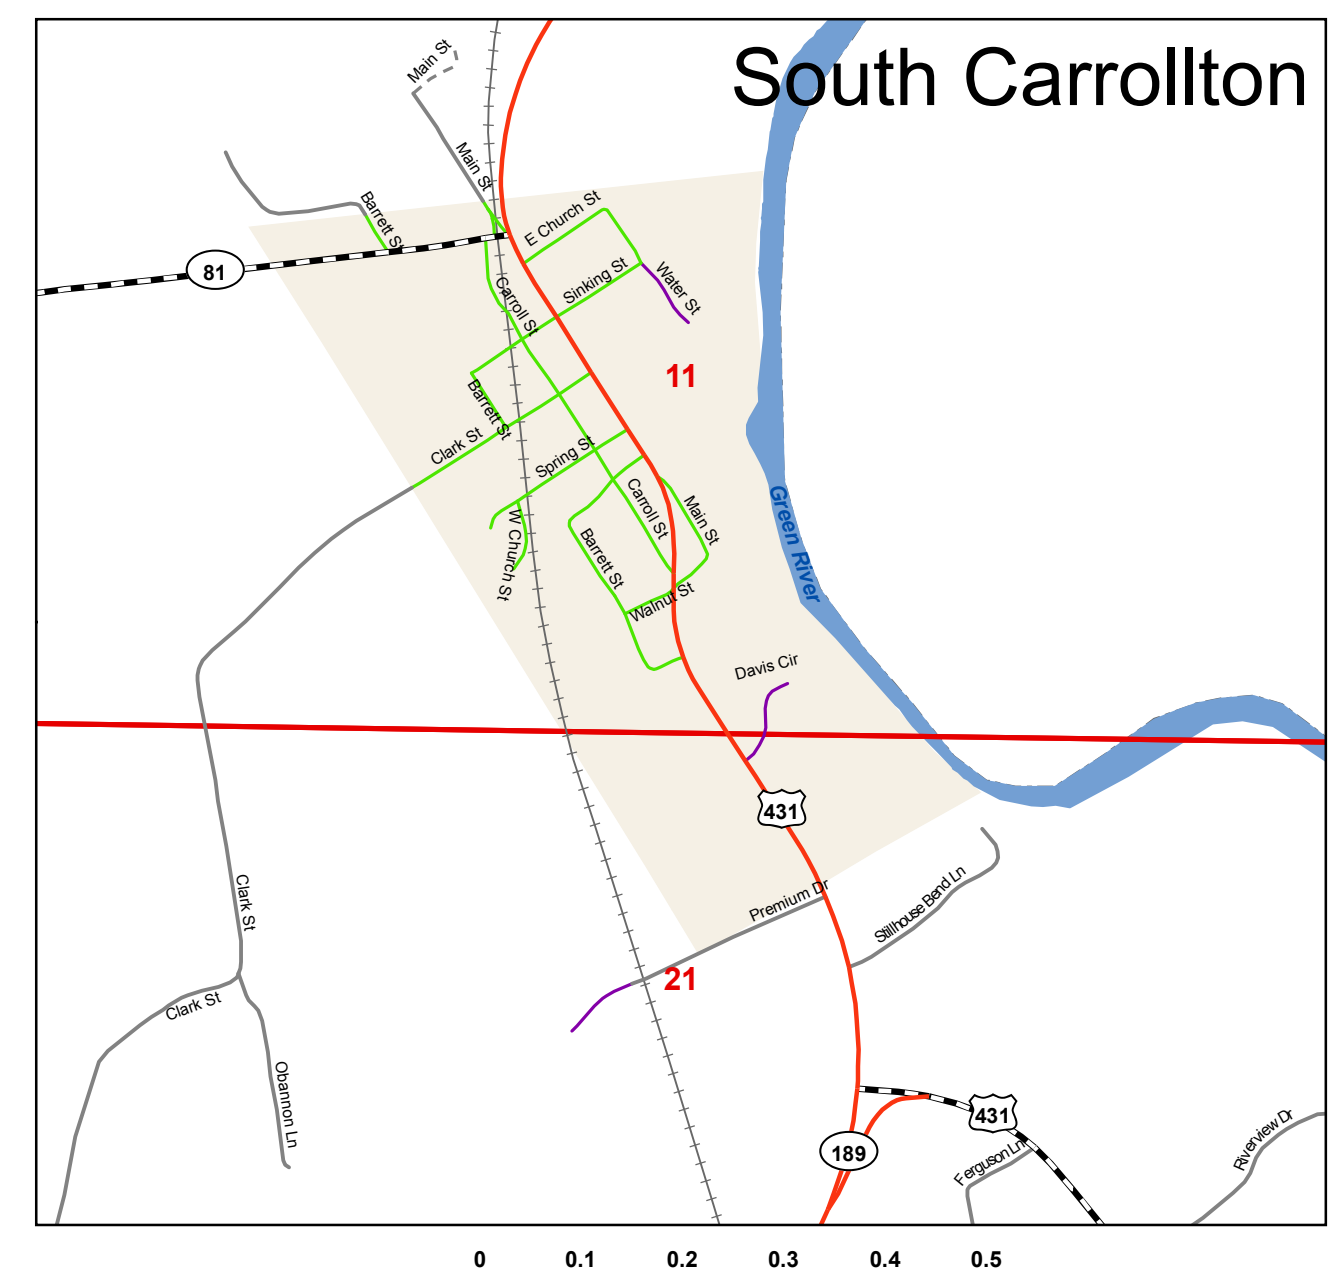 South Carrollton
Main St
Main St
Barrett St
E Church St
81
Sinking St
Water St
Carroll St
11
Barrett St
Clark St
Spring St
Carroll St
Main St
Green River
W Church St
Barrett St
Walnut St
Davis Cir
431
Clark St
Premium Dr
Stillhouse Bend Ln
21
Clark St
Obannon Ln
431
189
Ferguson Ln
Riverview Dr
0 0.1 0.2 0.3 0.4 0.5